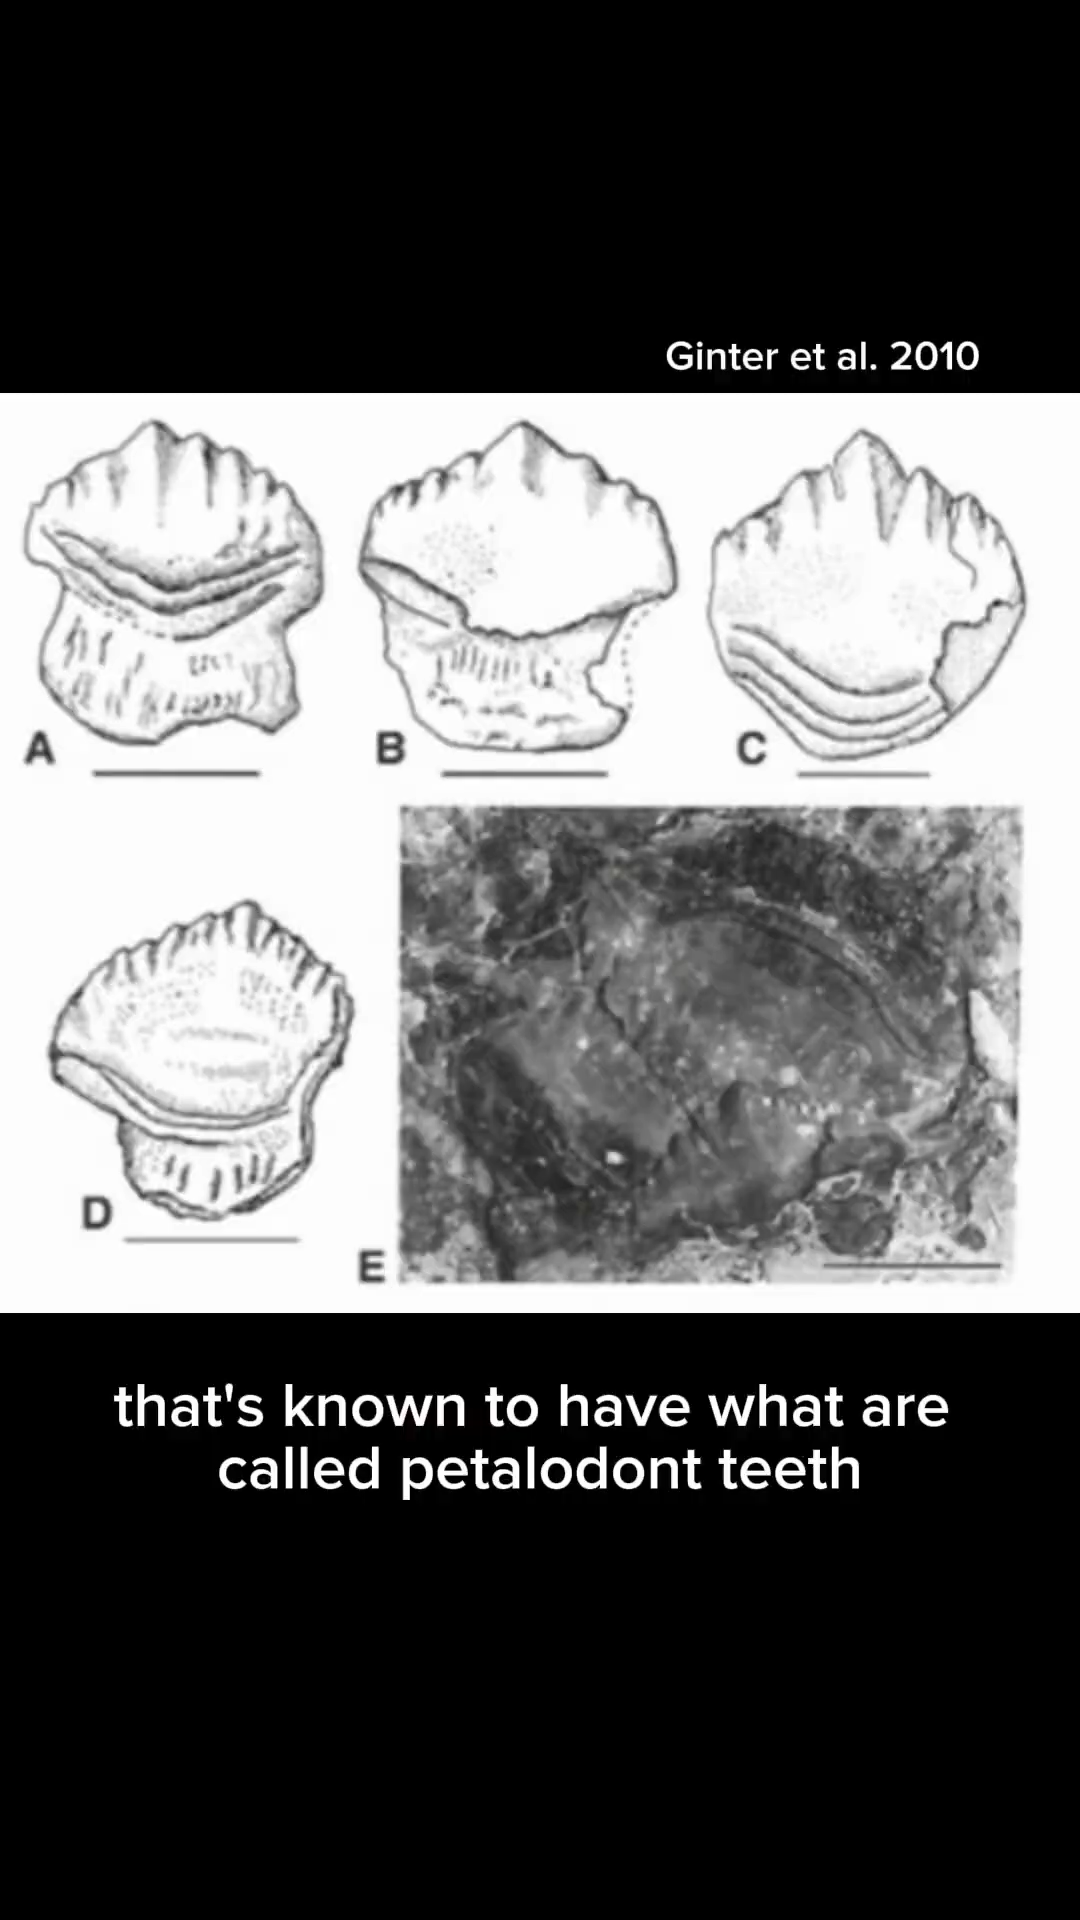 Ginter et al. 2010
A
B
C
D
E
that's known to have what are
called petalodont teeth